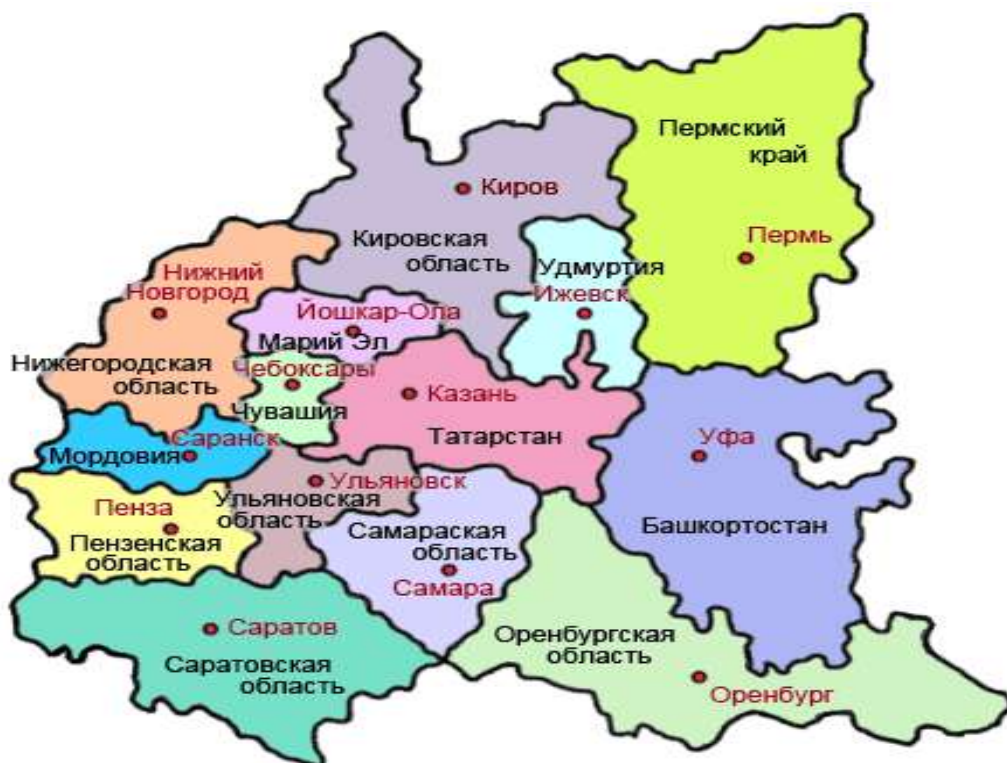 Пермский
край
Киров
Кировская
область
Пермь
Удмуртия
Ижевск
Нижний
Новгород
Йошкар-Ола
Марий Эл
Нижегородская
область
Чебоксары
Чувашия
Казань
Татарстан
Уфа
Саранск
Мордовия
Ульяновск
Ульяновская
область
Пенза
Пензенская
область
Самараская
область
Самара
Башкортостан
Саратов
Саратовская
область
Оренбургская
область
Оренбург